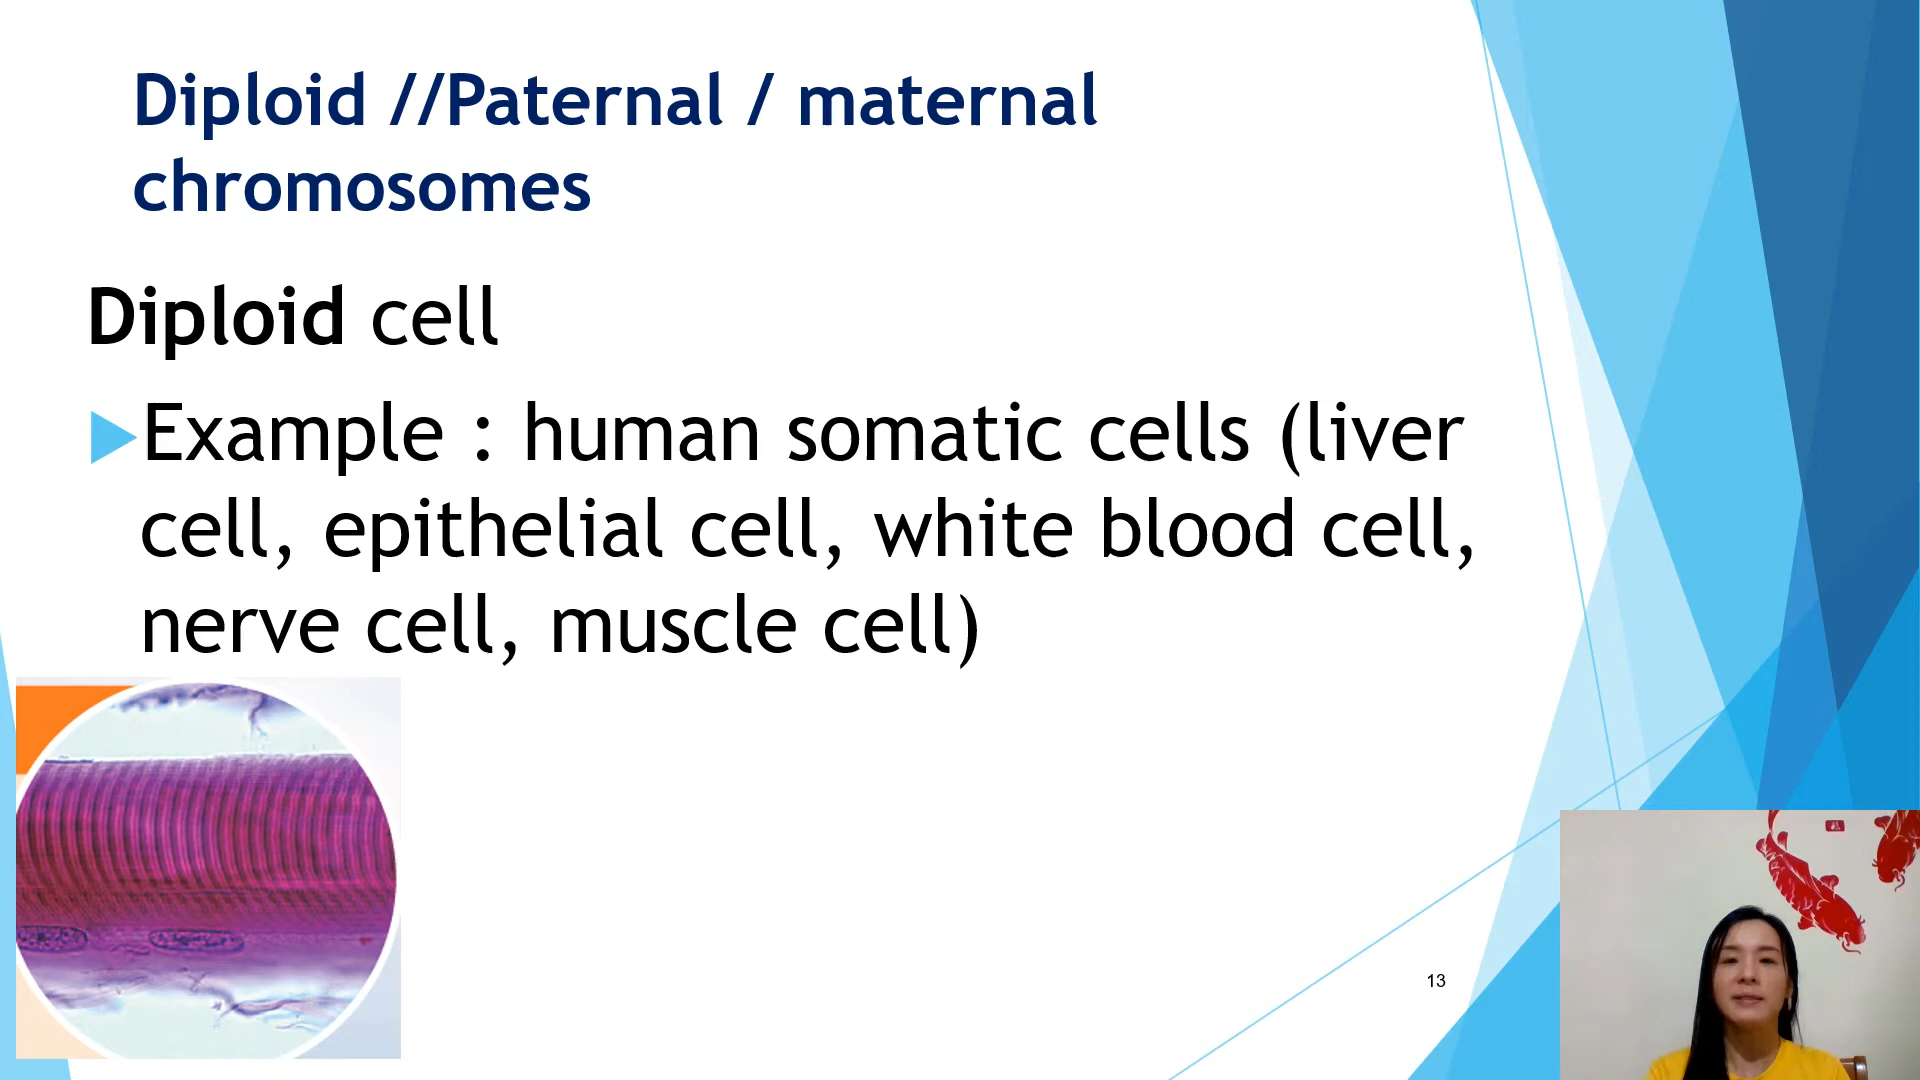 Diploid //Paternal / maternal
chromosomes
Diploid cell
Example : human somatic cells (liver
cell, epithelial cell, white blood cell,
nerve cell, muscle cell)
13